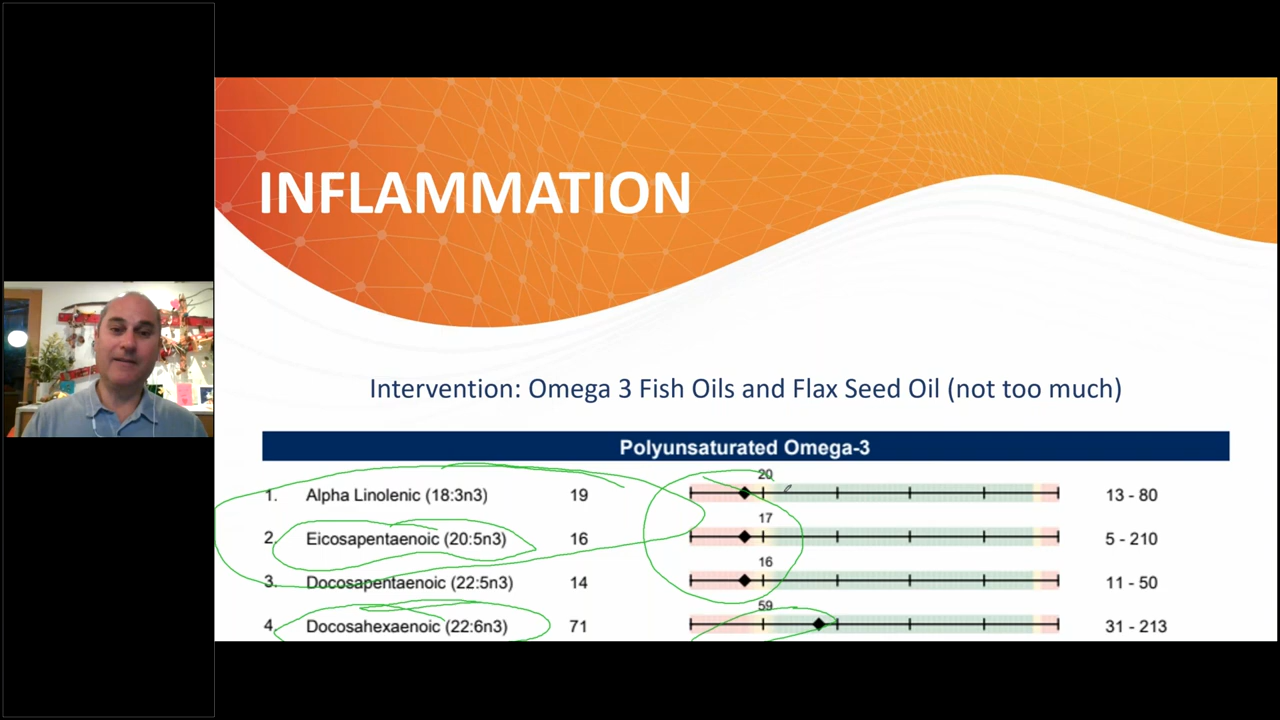 INFLAMMATION
Intervention: Omega 3 Fish Oils and Flax Seed Oil (not too much)
Polyunsaturated Omega-3
20
1. Alpha Linolenic (18:3n3) 19 13 - 80
17
2. Eicosapentaenoic (20:5n3) 16 5 - 210
16
3. Docosapentaenoic (22:5n3) 14 11 - 50
59
4. Docosahexaenoic (22:6n3) 71 31 - 213